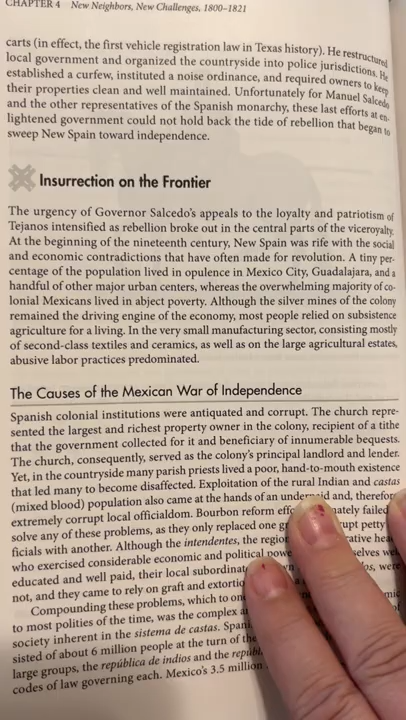 CHAPTER 4 New Neighbors, New Challenges, 1800–1821
carts (in effect, the first vehicle registration law in Texas history). He restructured
local government and organized the countryside into police jurisdictions. He
established a curfew, instituted a noise ordinance, and required owners to keep
their properties clean and well maintained. Unfortunately for Manuel Salcedo
and the other representatives of the Spanish monarchy, these last efforts at en-
lightened government could not hold back the tide of rebellion that began to
sweep New Spain toward independence.
Insurrection on the Frontier
The urgency of Governor Salcedo's appeals to the loyalty and patriotism of
Tejanos intensified as rebellion broke out in the central parts of the viceroyalty.
At the beginning of the nineteenth century, New Spain was rife with the social
and economic contradictions that have often made for revolution. A tiny per-
centage of the population lived in opulence in Mexico City, Guadalajara, and a
handful of other major urban centers, whereas the overwhelming majority of co-
lonial Mexicans lived in abject poverty. Although the silver mines of the colony
remained the driving engine of the economy, most people relied on subsistence
agriculture for a living. In the very small manufacturing sector, consisting mostly
of second-class textiles and ceramics, as well as on the large agricultural estates,
abusive labor practices predominated.
The Causes of the Mexican War of Independence
Spanish colonial institutions were antiquated and corrupt. The church repre-
sented the largest and richest property owner in the colony, recipient of a tithe
that the government collected for it and beneficiary of innumerable bequests.
The church, consequently, served as the colony's principal landlord and lender.
Yet, in the countryside many parish priests lived a poor, hand-to-mouth existence
that led many to become disaffected. Exploitation of the rural Indian and castas
(mixed blood) population also came at the hands of an underpaid and, therefore
extremely corrupt local officialdom. Bourbon reform failed
solve any of these problems, as they only replaced one petty
ficials with another. Although the intendentes, the
who exercised considerable economic and political
educated and well paid, their local were
not, and they came to rely on graft and
Compounding these problems, which to
to most polities of the time, was the complex
society inherent in the sistema de castas.
sisted of about 6 million people at the turn of the
large groups, the república de indios and the
codes of law governing each. Mexico's 3.5 million